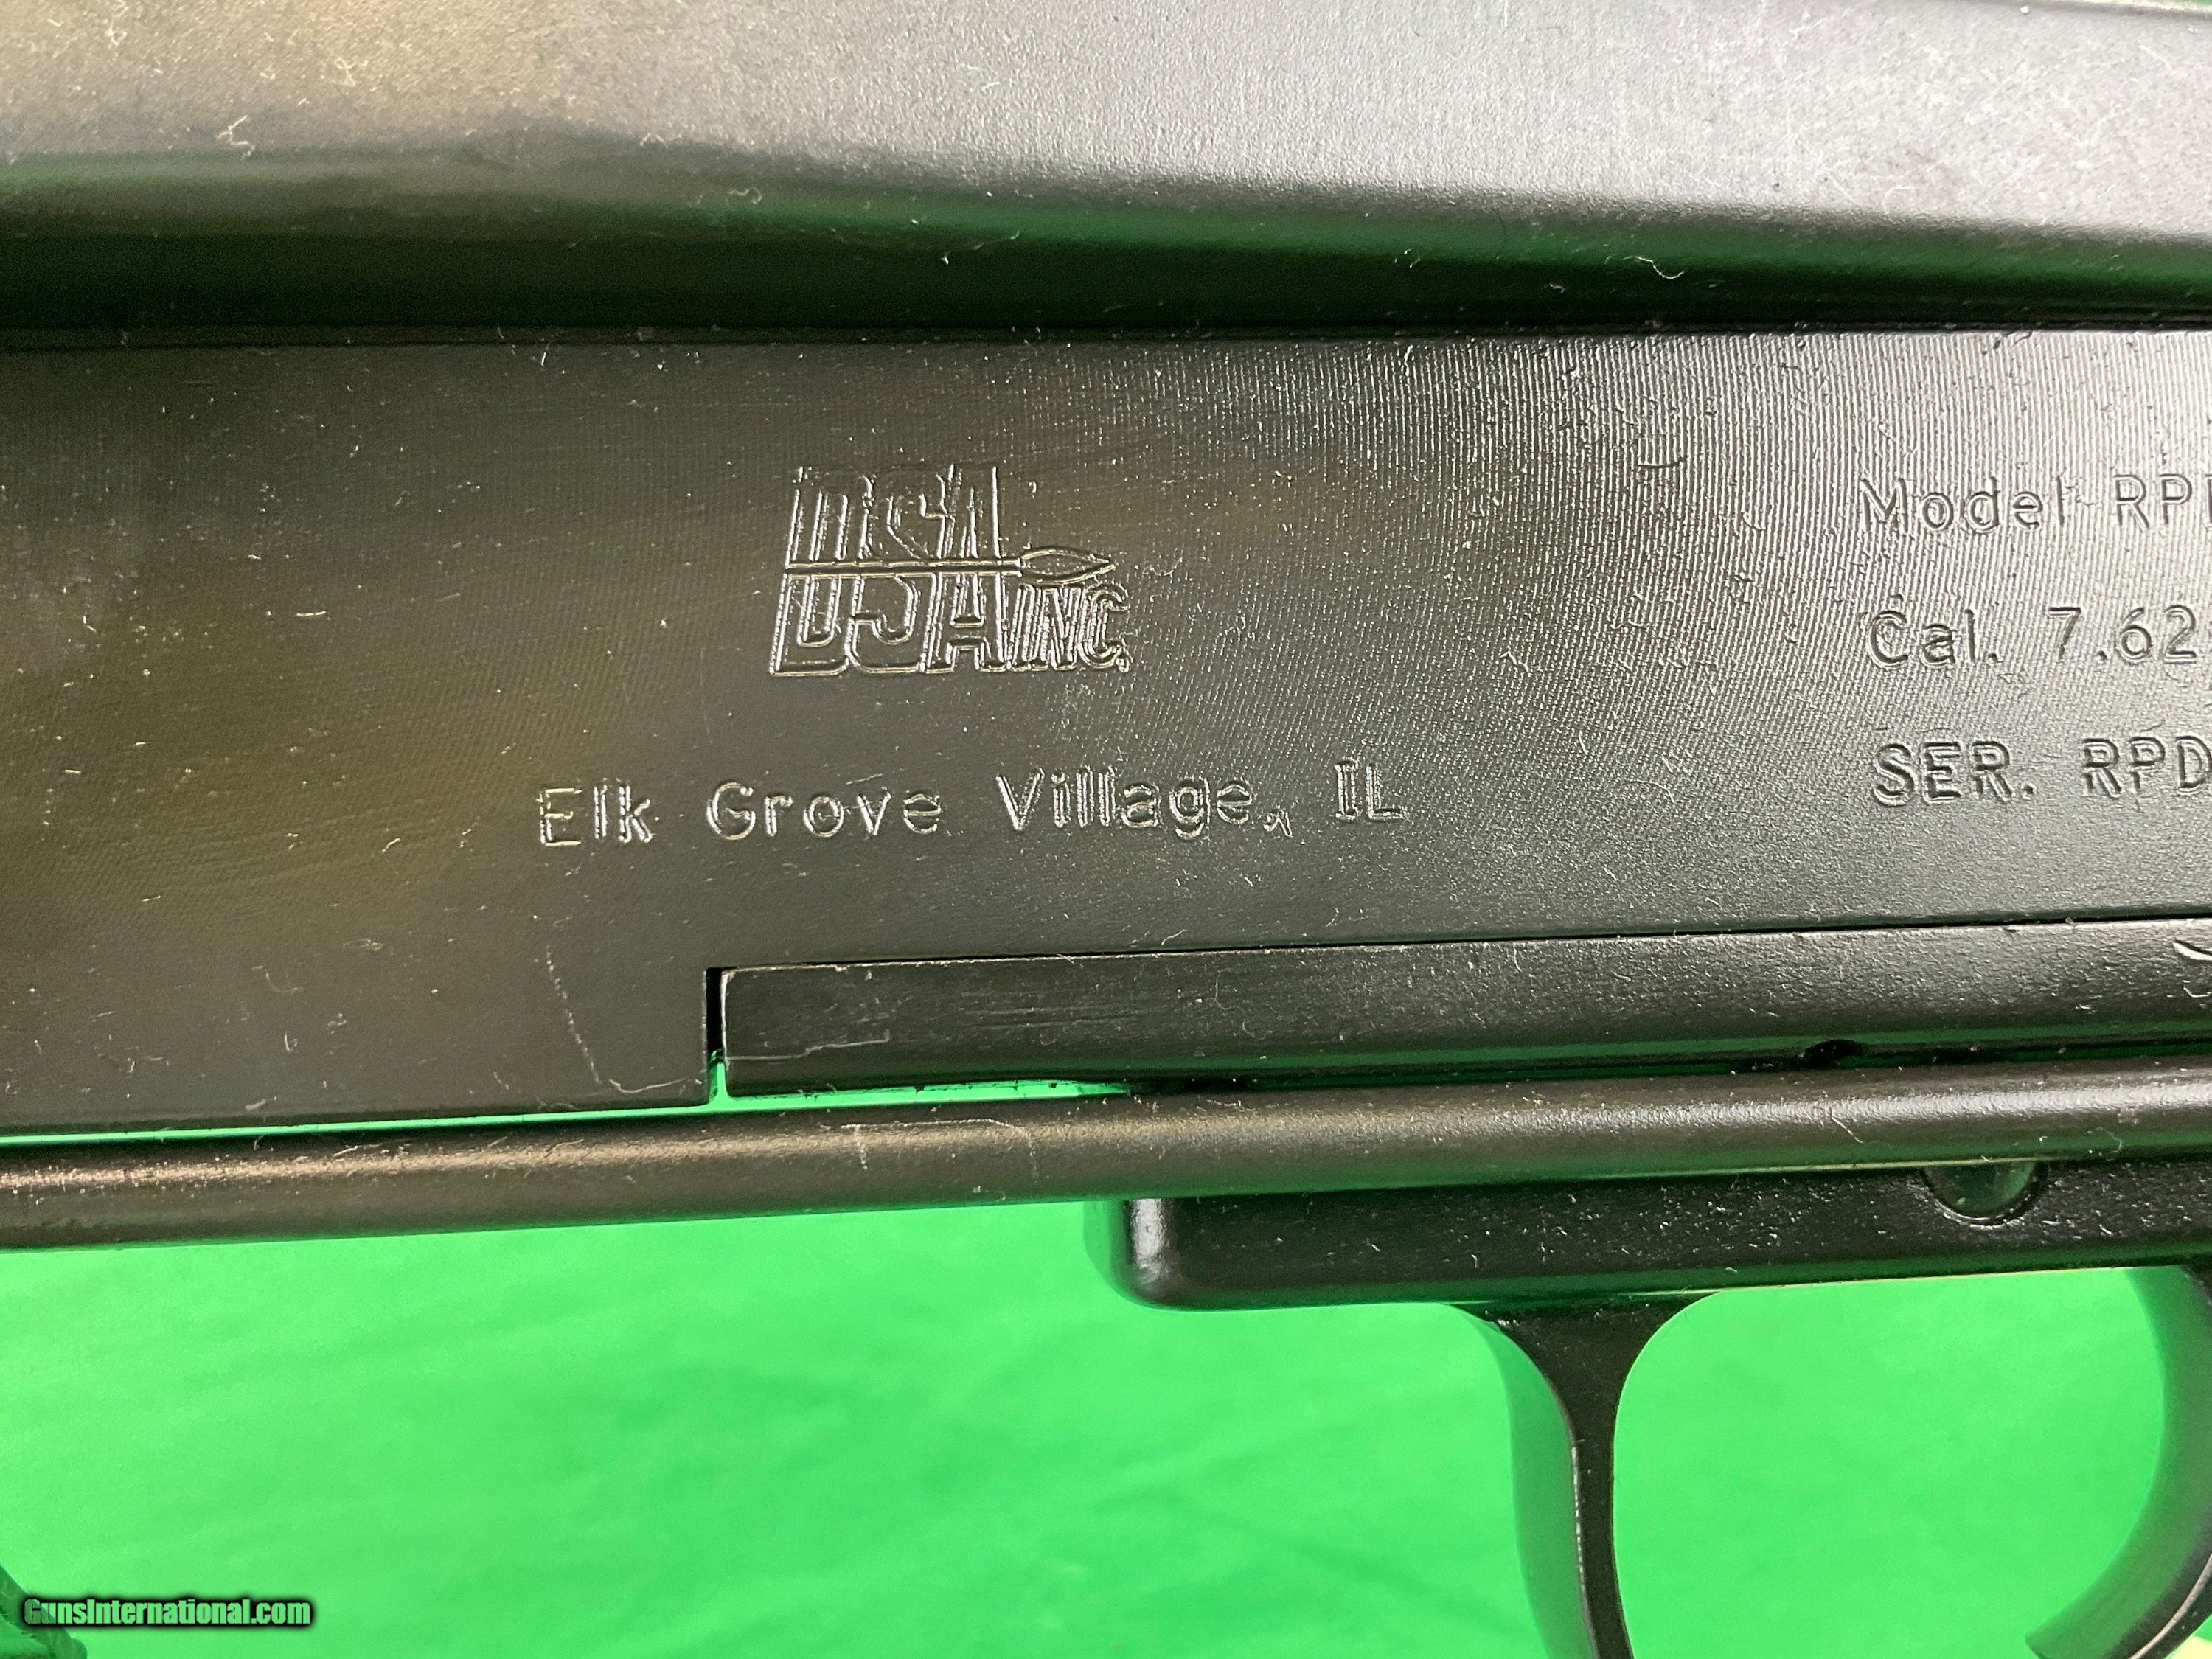 DSA INC.
Elk Grove Village, IL
Model RP
Cal. 7.62
SER. RPD
GunsInternational.com